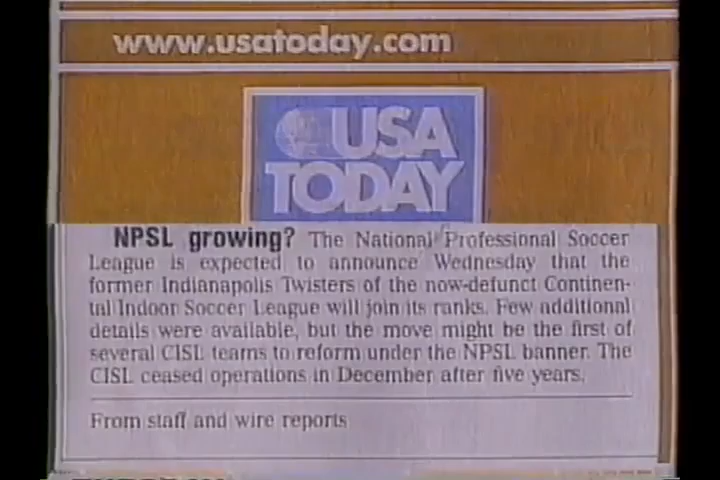 www.usatoday.com
USA
TODAY
NPSL growing? The National Professional Soccer
League is expected to announce Wednesday that the
former Indianapolis Twisters of the now-defunct Continen-
tal Indoor Soccer League will join its ranks. Few additional
details were available, but the move might be the first of
several CISL teams to reform under the NPSL banner. The
CISL ceased operations in December after five years.
From staff and wire reports